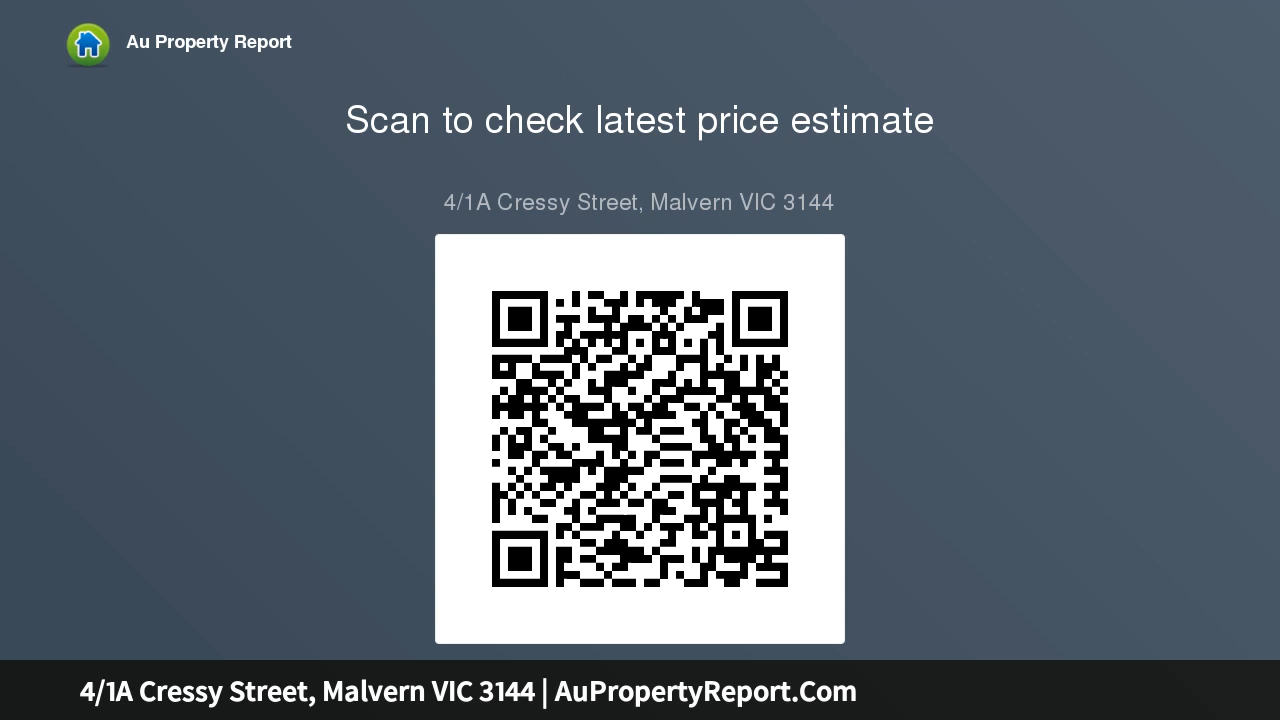 Au Property Report
Scan to check latest price estimate
4/1A Cressy Street, Malvern VIC 3144
4/1A Cressy Street, Malvern VIC 3144 | AuPropertyReport.Com